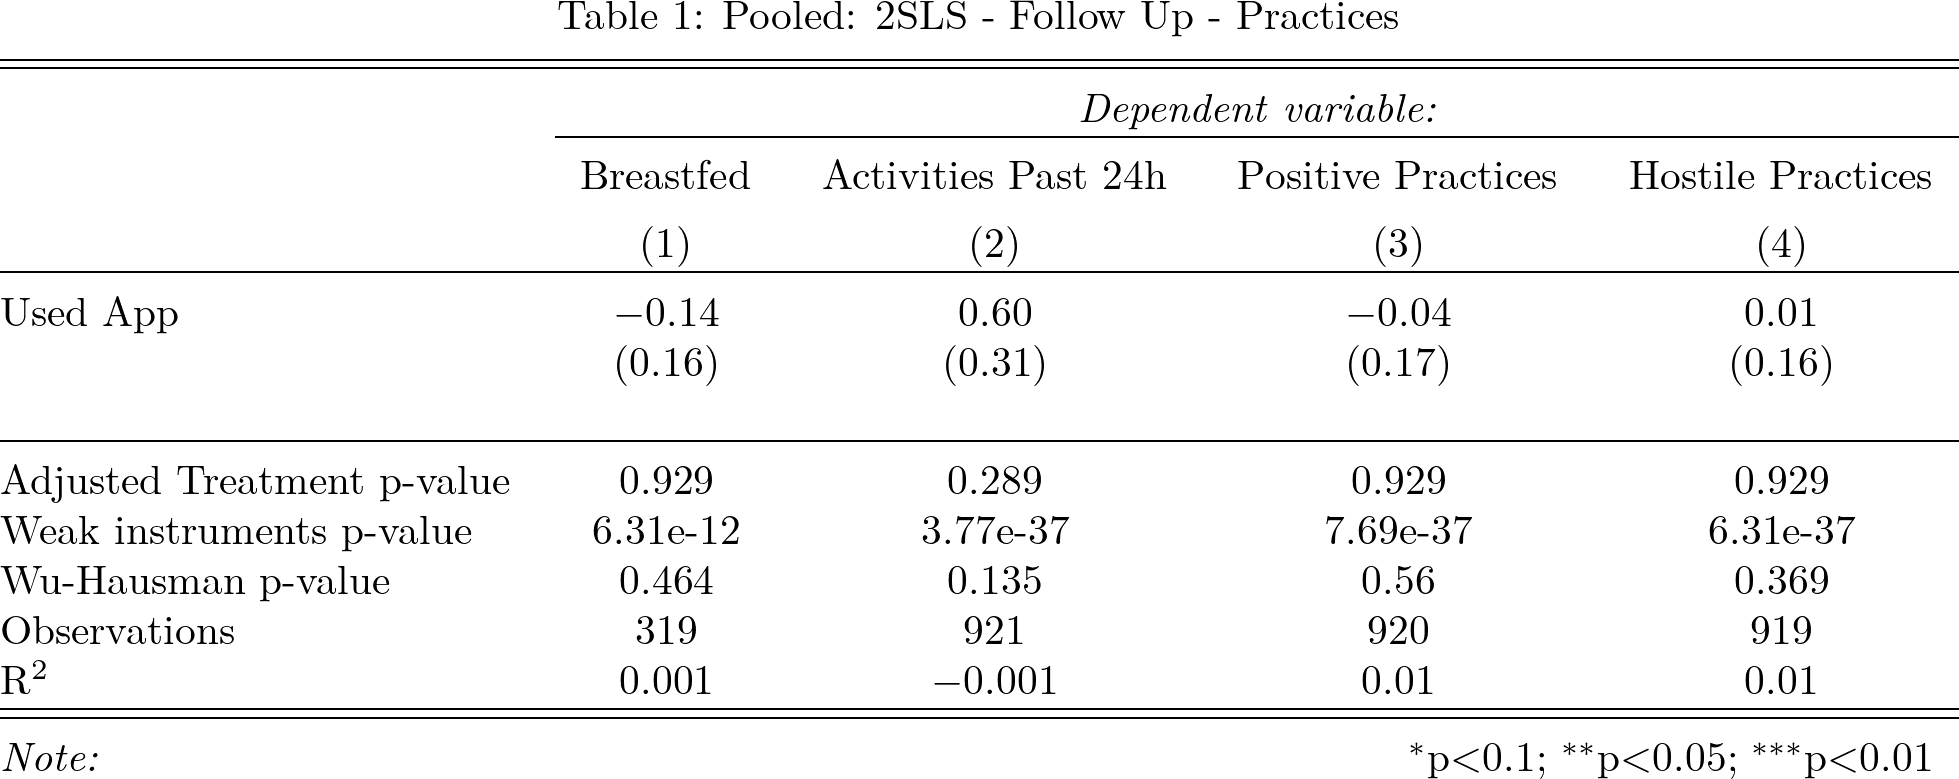 Table 1: Pooled: 2SLS - Follow Up - Practices
Dependent variable:
Breastfed Activities Past 24h Positive Practices Hostile Practices
(1) (2) (3) (4)
Used App −0.14 0.60 −0.04 0.01
(0.16) (0.31) (0.17) (0.16)
Adjusted Treatment p-value 0.929 0.289 0.929 0.929
Weak instruments p-value 6.31e-12 3.77e-37 7.69e-37 6.31e-37
Wu-Hausman p-value 0.464 0.135 0.56 0.369
Observations 319 921 920 919
R² 0.001 −0.001 0.01 0.01
Note: *p<0.1; **p<0.05; ***p<0.01